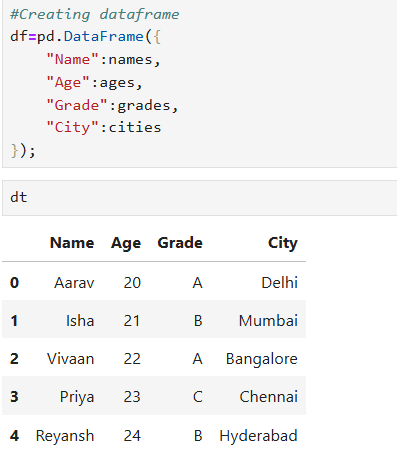 #Creating dataframe
df=pd.DataFrame({
    "Name":names,
    "Age":ages,
    "Grade":grades,
    "City":cities
});
dt
Name Age Grade City
0 Aarav 20 A Delhi
1 Isha 21 B Mumbai
2 Vivaan 22 A Bangalore
3 Priya 23 C Chennai
4 Reyansh 24 B Hyderabad